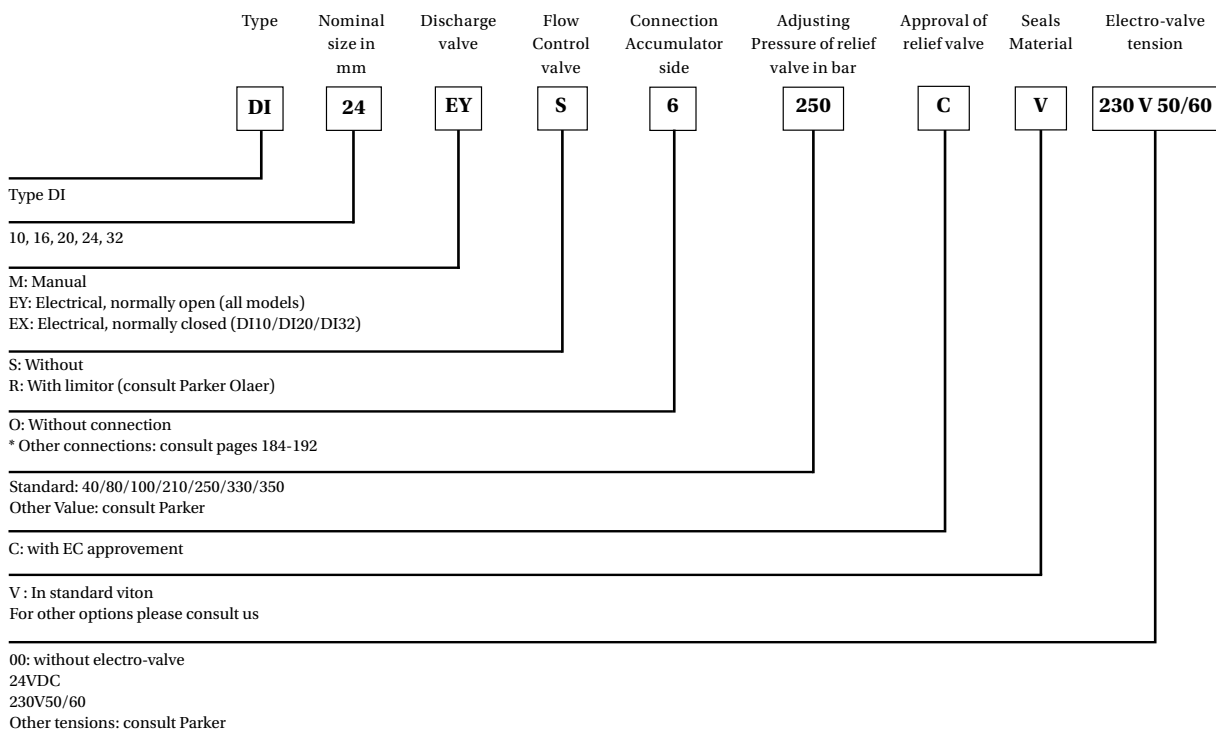 Type
Nominal
size in
mm
Discharge
valve
Flow
Control
valve
Connection
Accumulator
side
Adjusting
Pressure of relief
valve in bar
Approval of
relief valve
Seals
Material
Electro-valve
tension
DI
24
EY
S
6
250
C
V
230 V 50/60
Type DI
10, 16, 20, 24, 32
M: Manual
EY: Electrical, normally open (all models)
EX: Electrical, normally closed (DI10/DI20/DI32)
S: Without
R: With limitor (consult Parker Olaer)
O: Without connection
* Other connections: consult pages 184-192
Standard: 40/80/100/210/250/330/350
Other Value: consult Parker
C: with EC approvement
V : In standard viton
For other options please consult us
00: without electro-valve
24VDC
230V50/60
Other tensions: consult Parker